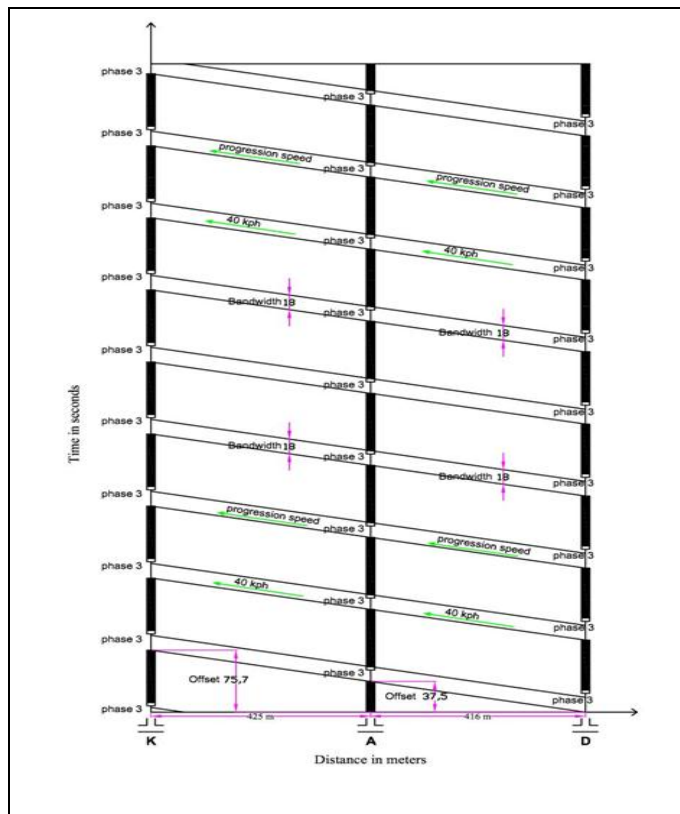 phase 3
phase 3
phase 3
phase 3
progression speed
phase 3
progression speed
phase 3
phase 3
40 kph
phase 3
40 kph
phase 3
phase 3
Bandwidth 18
phase 3
Bandwidth 18
phase 3
phase 3
phase 3
phase 3
phase 3
Bandwidth 18
phase 3
Bandwidth 18
phase 3
phase 3
progression speed
phase 3
progression speed
phase 3
phase 3
40 kph
phase 3
40 kph
phase 3
phase 3
phase 3
Offset 75,7
Offset 37,5
phase 3
phase 3
425 m
416 m
K
A
D
Distance in meters
Time in seconds